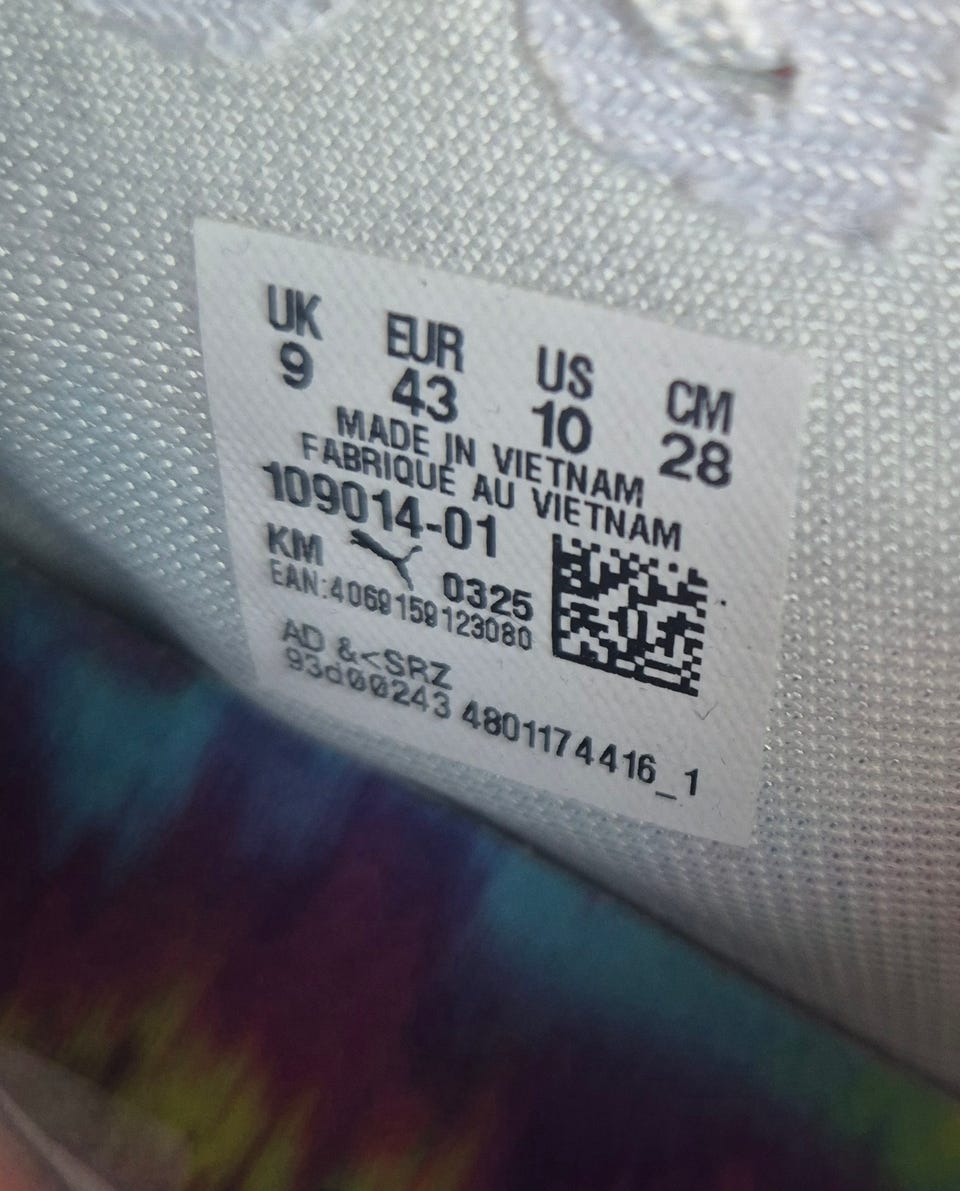 UK EUR US CM
9 43 10 28
MADE IN VIETNAM
FABRIQUÉ AU VIETNAM
109014-01
KM 0325
EAN:4069159123080
AD &<SRZ
93d00243 4801174416_1